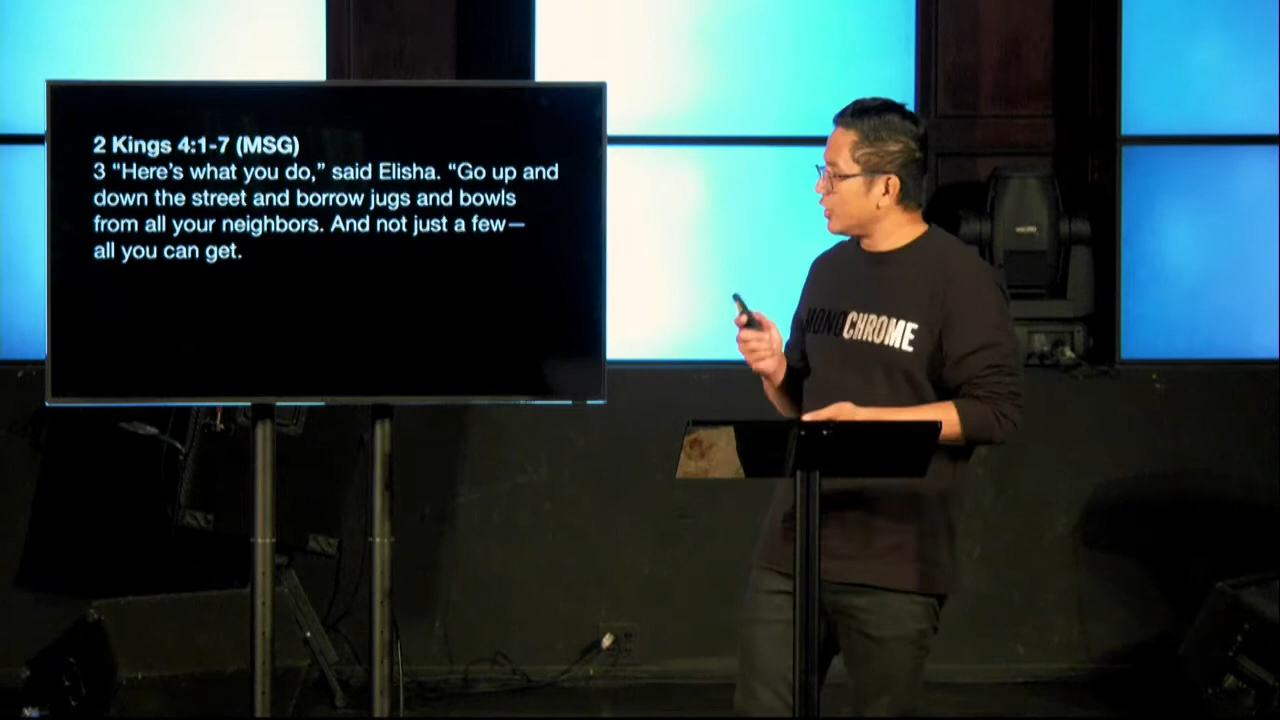 2 Kings 4:1-7 (MSG)
3 “Here’s what you do,” said Elisha. “Go up and
down the street and borrow jugs and bowls
from all your neighbors. And not just a few—
all you can get.
MONOCHROME